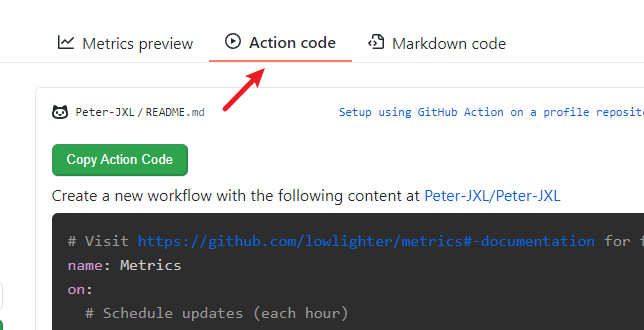 Metrics preview Action code Markdown code
Peter-JXL / README.md Setup using GitHub Action on a profile
Copy Action Code
Create a new workflow with the following content at Peter-JXL/Peter-JXL
# Visit https://github.com/lowlighter/metrics#-documentation for
name: Metrics
on:
# Schedule updates (each hour)